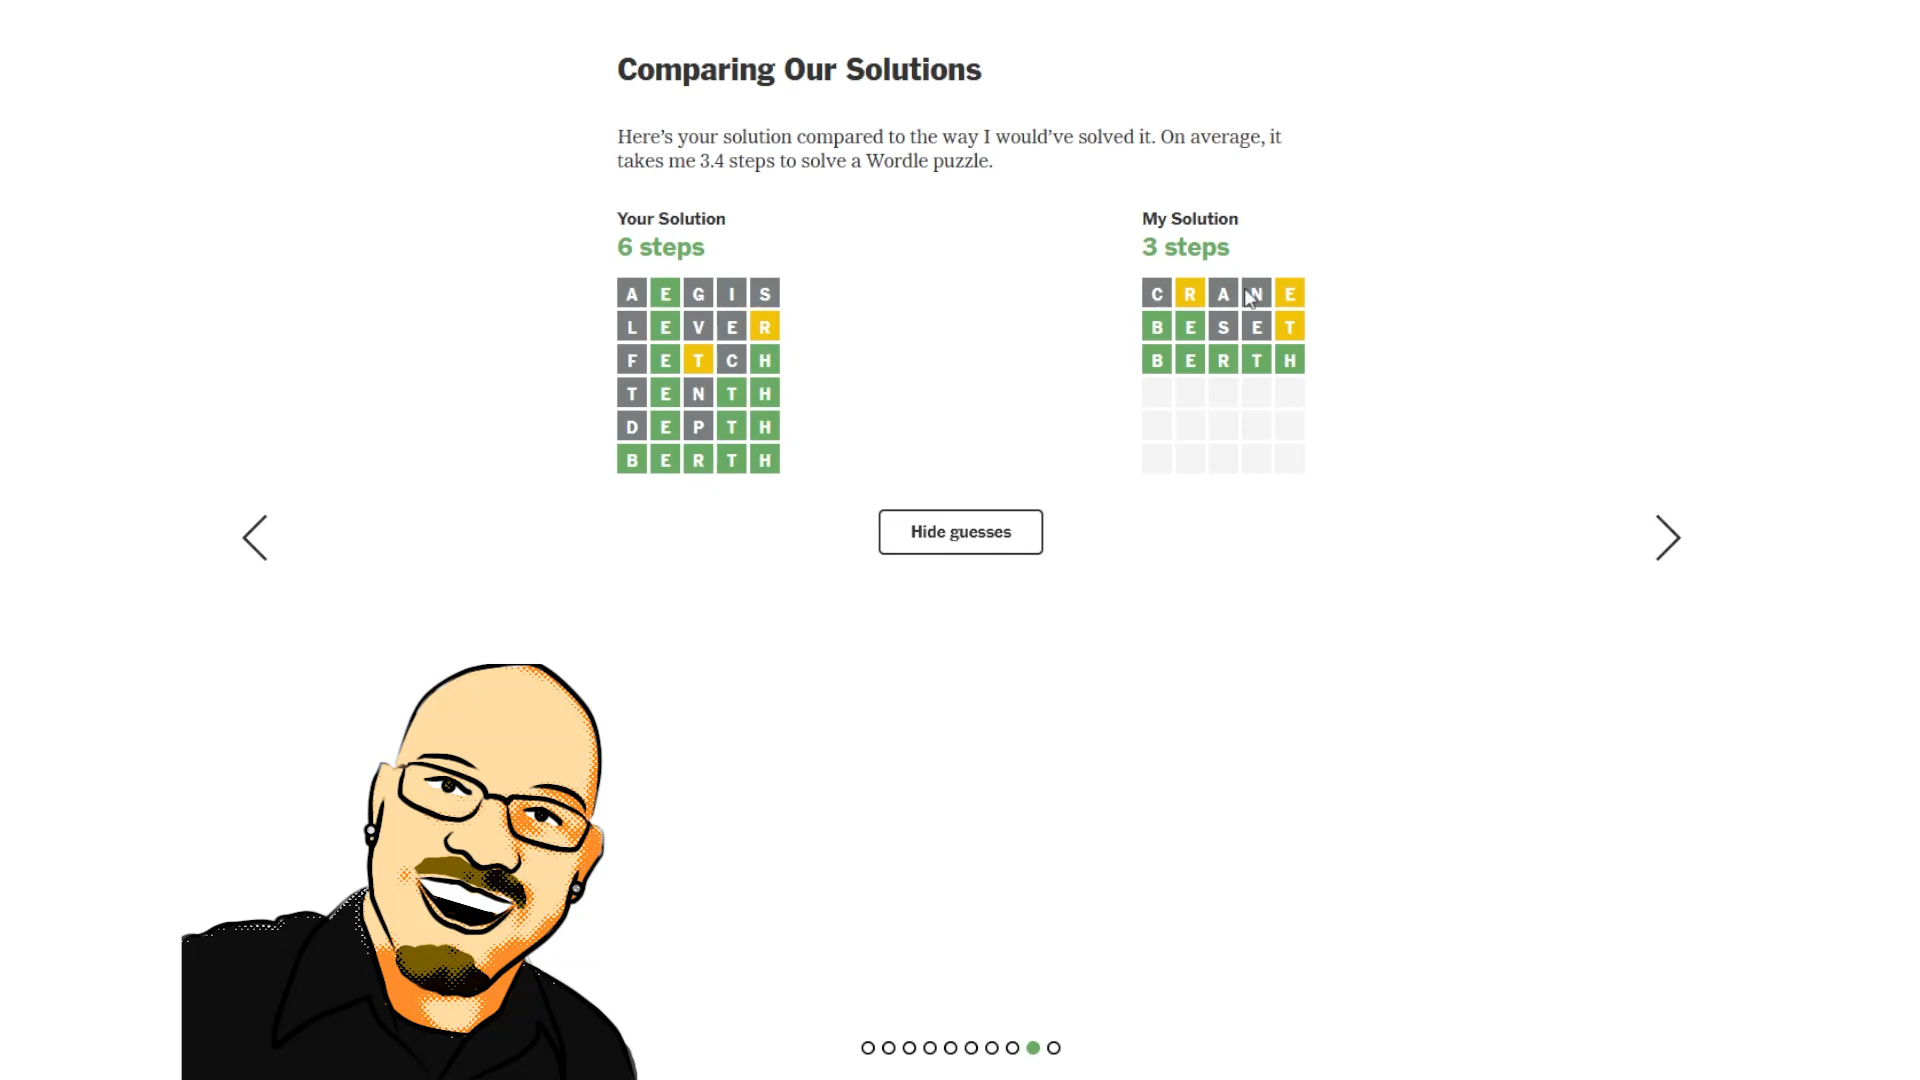 Comparing Our Solutions
Here’s your solution compared to the way I would’ve solved it. On average, it
takes me 3.4 steps to solve a Wordle puzzle.
Your Solution
6 steps
A E G I S
L E V E R
F E T C H
T E N T H
D E P T H
B E R T H
My Solution
3 steps
C R A N E
B E S E T
B E R T H
Hide guesses